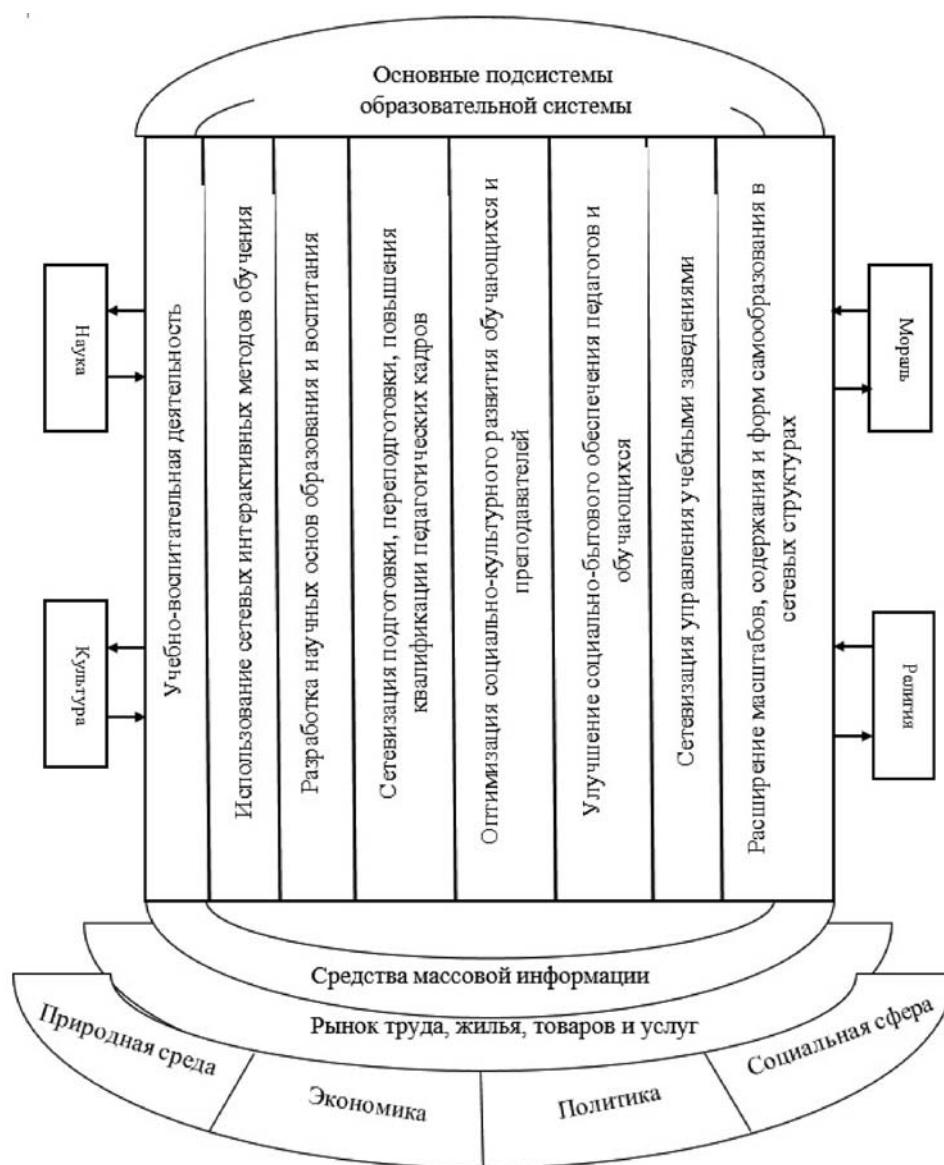 Основные подсистемы
образовательной системы
Учебно-воспитательная деятельность
Использование сетевых интерактивных методов обучения
Разработка научных основ образования и воспитания
Сетевизация подготовки, переподготовки, повышения
квалификации педагогических кадров
Оптимизация социально-культурного развития обучающихся и
преподавателей
Улучшение социально-бытового обеспечения педагогов и
обучающихся
Сетевизация управления учебными заведениями
Расширение масштабов, содержания и форм самообразования в
сетевых структурах
Наука
Культура
Мораль
Религия
Средства массовой информации
Рынок труда, жилья, товаров и услуг
Природная среда
Экономика
Политика
Социальная сфера